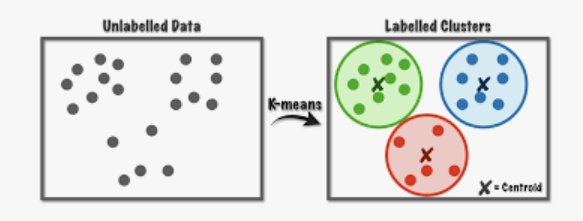 Unlabelled Data
Labelled Clusters
K-means
X = Centroid